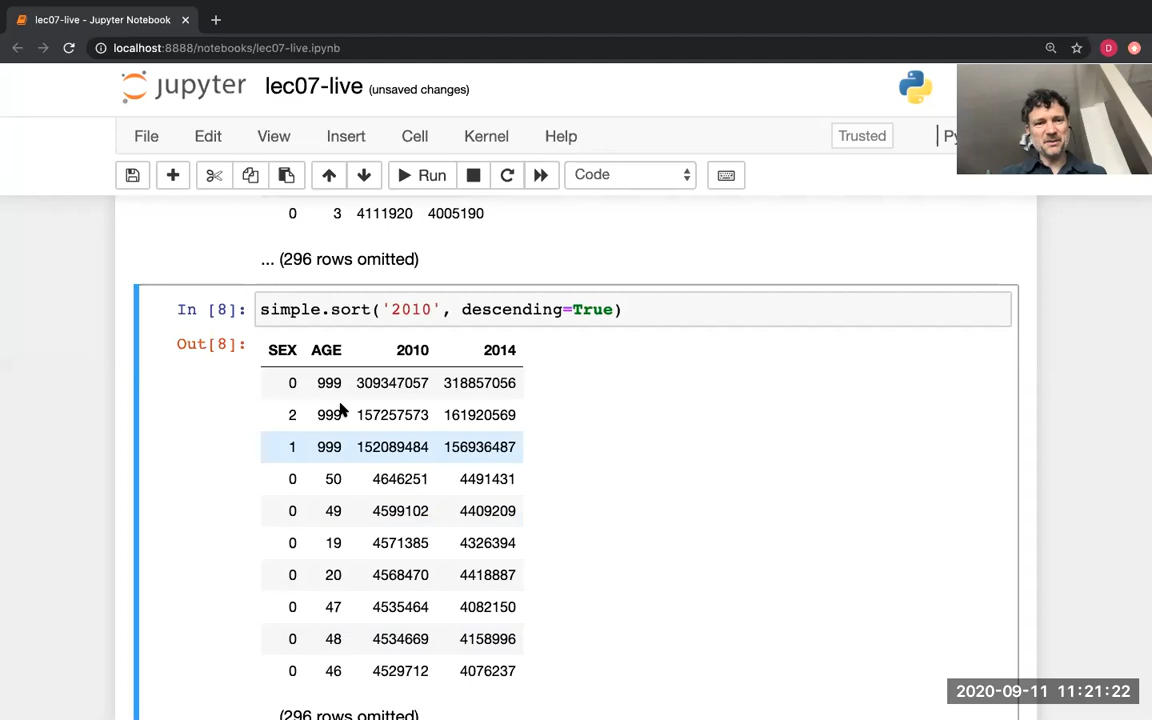 lec07-live - Jupyter Notebook
localhost:8888/notebooks/lec07-live.ipynb
D
jupyter lec07-live (unsaved changes)
File Edit View Insert Cell Kernel Help Trusted
Run Code
0 3 4111920 4005190
... (296 rows omitted)
In [8]: simple.sort('2010', descending=True)
Out[8]:
SEX AGE 2010 2014
0 999 309347057 318857056
2 999 157257573 161920569
1 999 152089484 156936487
0 50 4646251 4491431
0 49 4599102 4409209
0 19 4571385 4326394
0 20 4568470 4418887
0 47 4535464 4082150
0 48 4534669 4158996
0 46 4529712 4076237
(296 rows omitted)
2020-09-11 11:21:22